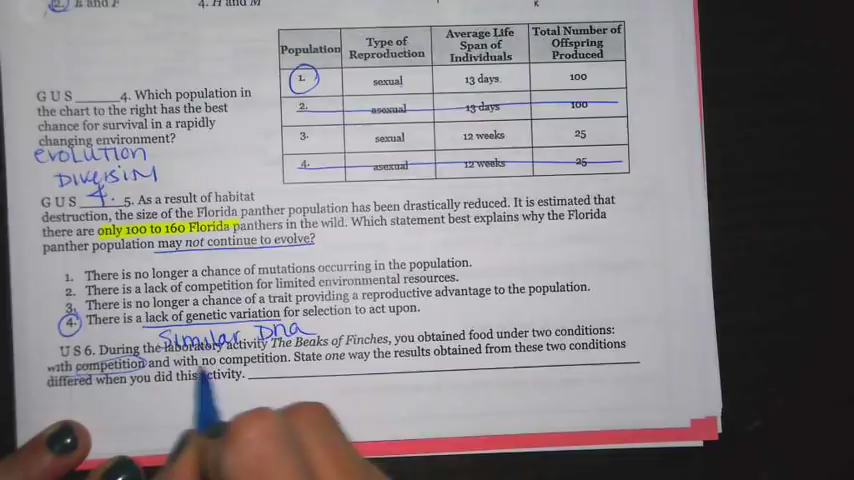 2. E and F
4. H and M
Population Type of Reproduction Average Life Span of Individuals Total Number of Offspring Produced
1. sexual 13 days 100
2. asexual 13 days 100
3. sexual 12 weeks 25
4. asexual 12 weeks 25
G U S ______4. Which population in
the chart to the right has the best
chance for survival in a rapidly
changing environment?
evolution
Diversity
G U S 4. 5. As a result of habitat
destruction, the size of the Florida panther population has been drastically reduced. It is estimated that
there are only 100 to 160 Florida panthers in the wild. Which statement best explains why the Florida
panther population may not continue to evolve?
1. There is no longer a chance of mutations occurring in the population.
2. There is a lack of competition for limited environmental resources.
3. There is no longer a chance of a trait providing a reproductive advantage to the population.
4. There is a lack of genetic variation for selection to act upon.
Similar Dna
U S 6. During the laboratory activity The Beaks of Finches, you obtained food under two conditions:
with competition and with no competition. State one way the results obtained from these two conditions
differed when you did this activity.